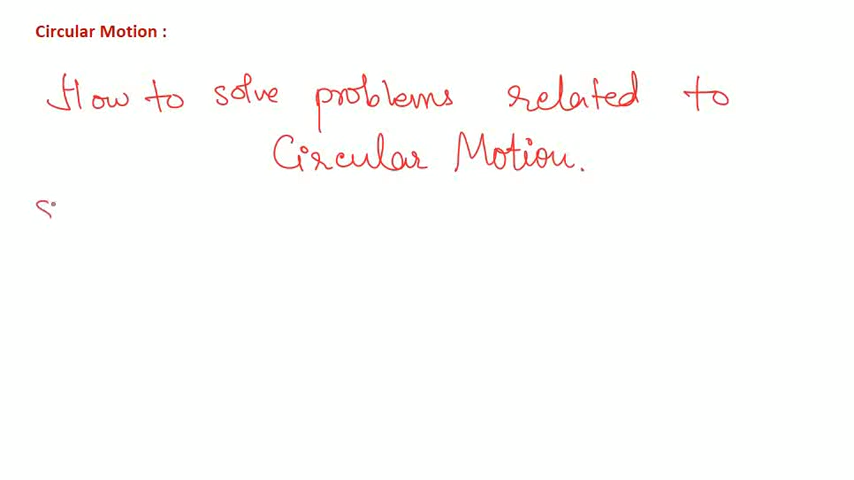 Circular Motion :
How to solve problems related to
Circular Motion.
S